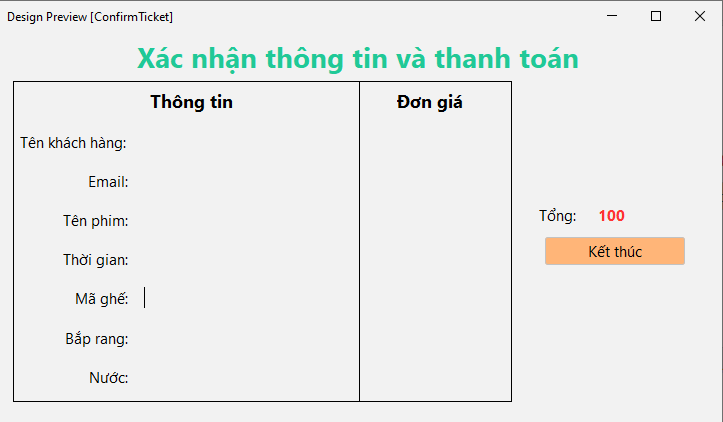 Design Preview [ConfirmTicket]
Xác nhận thông tin và thanh toán
Thông tin Đơn giá
Tên khách hàng:
Email:
Tên phim:
Thời gian:
Mã ghế:
Bắp rang:
Nước:
Tổng: 100
Kết thúc